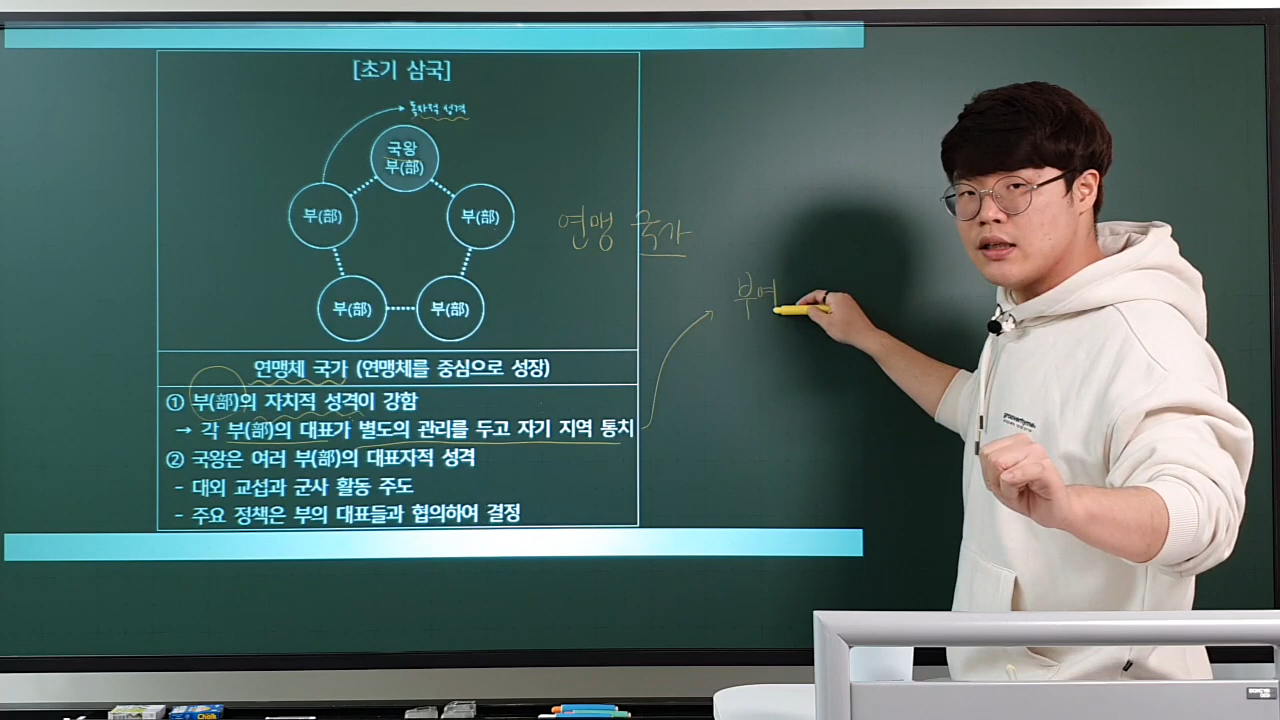 [초기 삼국]
독자적 성격
국왕
부(部)
부(部)
부(部)
부(部)
부(部)
연맹 국가
부여
연맹체 국가 (연맹체를 중심으로 성장)
① 부(部)의 자치적 성격이 강함
→ 각 부(部)의 대표가 별도의 관리를 두고 자기 지역 통치
② 국왕은 여러 부(部)의 대표자적 성격
- 대외 교섭과 군사 활동 주도
- 주요 정책은 부의 대표들과 협의하여 결정
Chalk